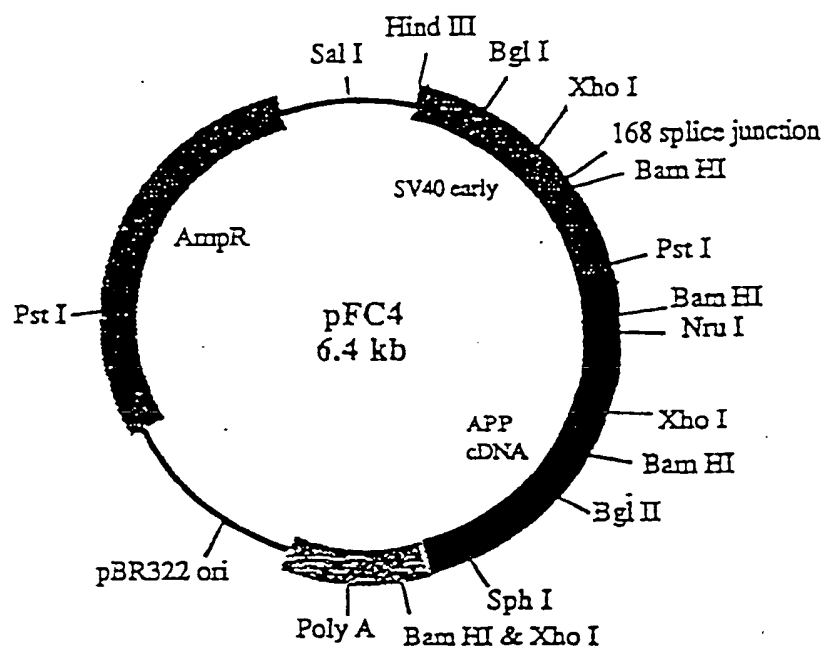 Hind III
Sal I
Bgl I
Xho I
168 splice junction
Bam HI
SV40 early
AmpR
Pst I
Pst I
pFC4
6.4 kb
Bam HI
Nru I
Xho I
APP
cDNA
Bam HI
Bgl II
pBR322 ori
Sph I
Poly A
Bam HI & Xho I